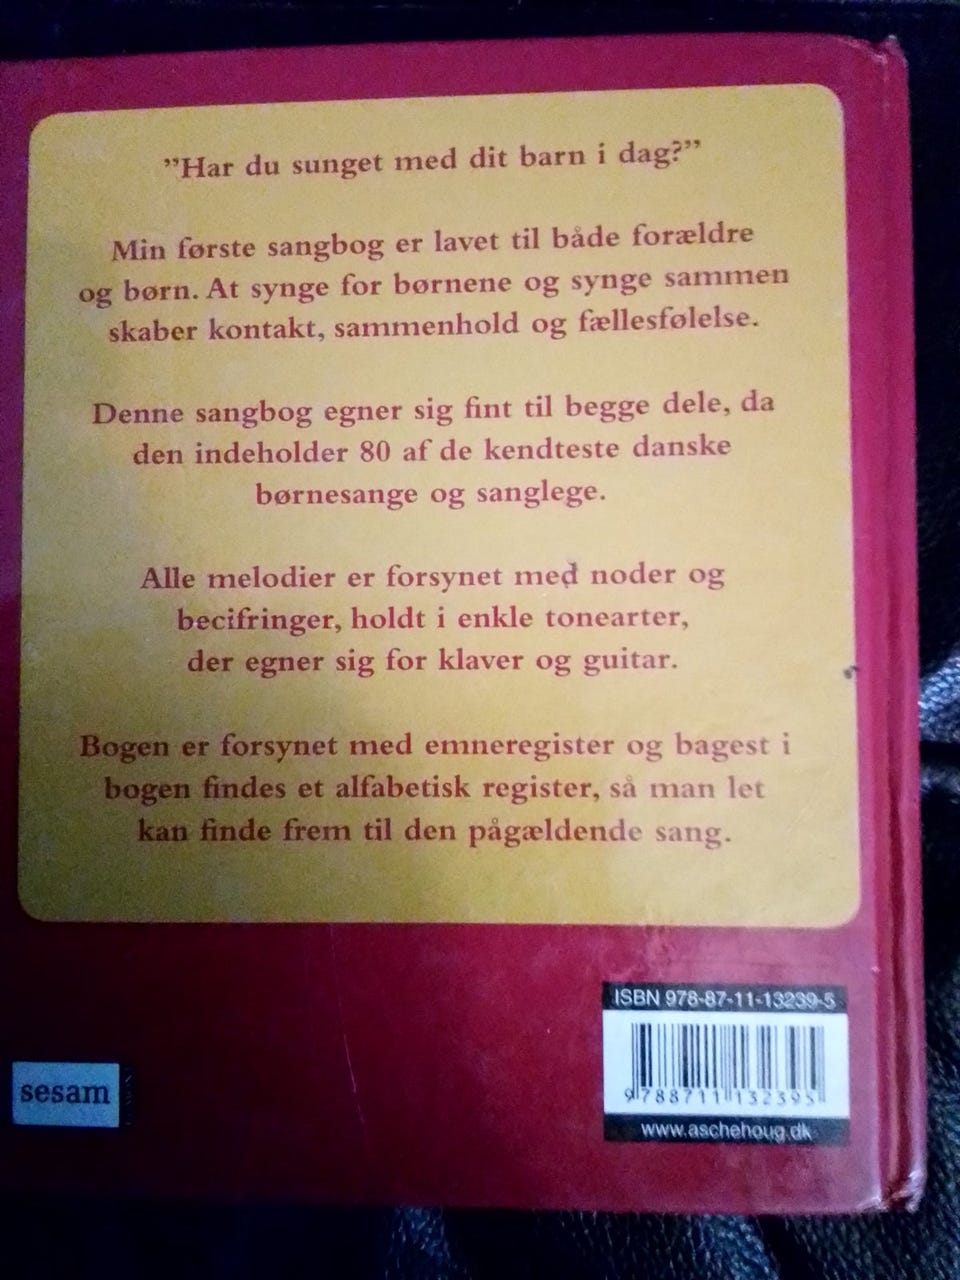 ”Har du sunget med dit barn i dag?”
Min første sangbog er lavet til både forældre
og børn. At synge for børnene og synge sammen
skaber kontakt, sammenhold og fællesfølelse.
Denne sangbog egner sig fint til begge dele, da
den indeholder 80 af de kendteste danske
børnesange og sanglege.
Alle melodier er forsynet med noder og
becifringer, holdt i enkle tonearter,
der egner sig for klaver og guitar.
Bogen er forsynet med emneregister og bagest i
bogen findes et alfabetisk register, så man let
kan finde frem til den pågældende sang.
ISBN 978-87-11-13239-5
9 788711 132395
www.aschehoug.dk
sesam